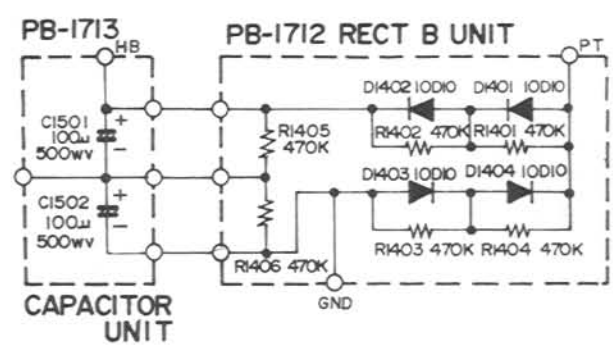 PB-1713
HB
PB-1712 RECT B UNIT
PT
D1402 10D10 D1401 10D10
C1501
100μ
500WV
+
−
R1405
470K
R1402 470K R1401 470K
D1403 10D10 D1404 10D10
C1502
100μ
500WV
+
−
R1403 470K R1404 470K
R1406 470K
GND
CAPACITOR
UNIT